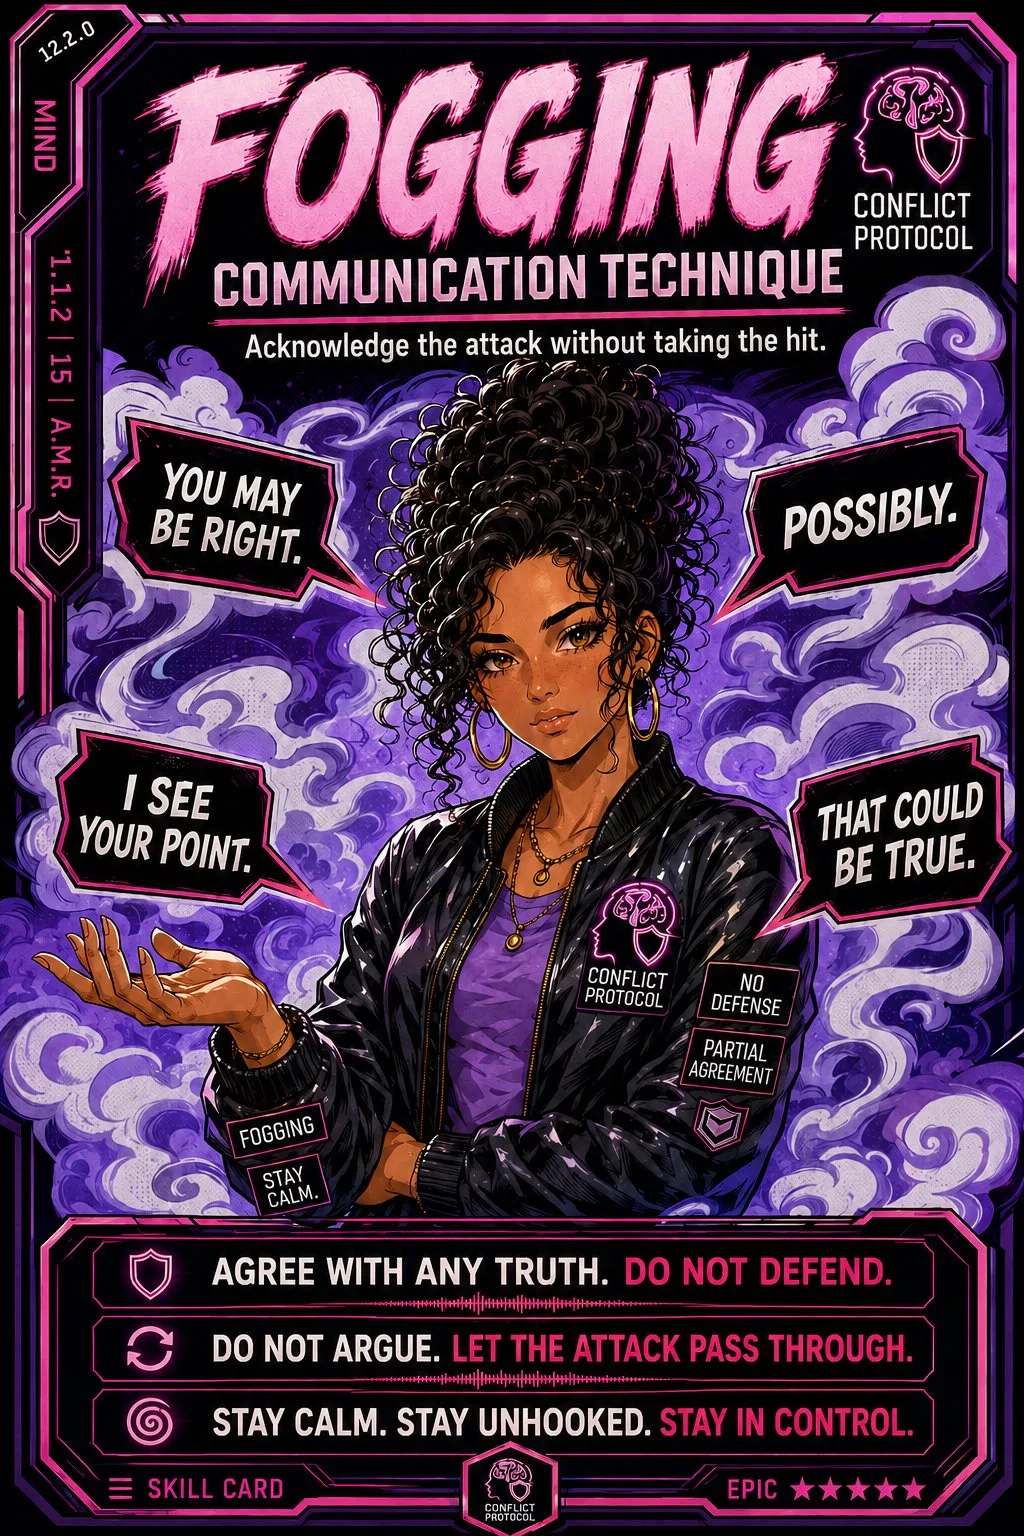 12.2.0
MIND
1.1.2 | 15 | A.M.R.
FOGGING
COMMUNICATION TECHNIQUE
Acknowledge the attack without taking the hit.
CONFLICT
PROTOCOL
YOU MAY
BE RIGHT.
POSSIBLY.
I SEE
YOUR POINT.
THAT COULD
BE TRUE.
CONFLICT
PROTOCOL
NO
DEFENSE
PARTIAL
AGREEMENT
FOGGING
STAY
CALM.
AGREE WITH ANY TRUTH. DO NOT DEFEND.
DO NOT ARGUE. LET THE ATTACK PASS THROUGH.
STAY CALM. STAY UNHOOKED. STAY IN CONTROL.
SKILL CARD
CONFLICT
PROTOCOL
EPIC ★★★★★